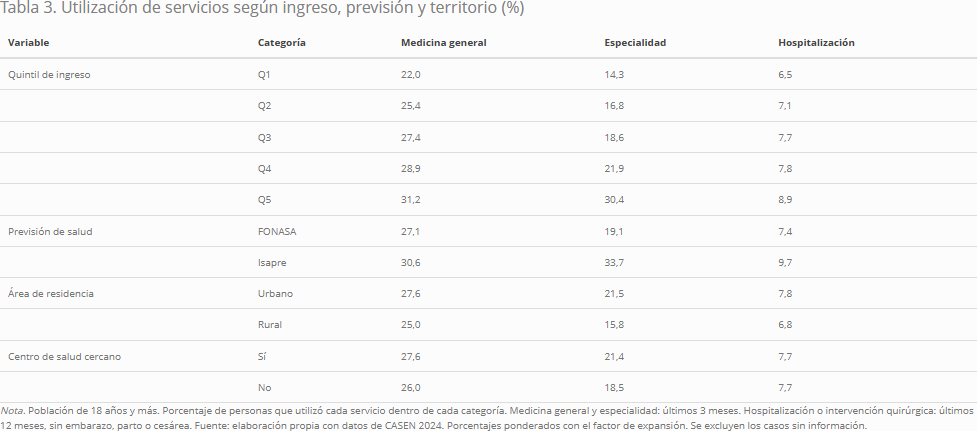 Tabla 3. Utilización de servicios según ingreso, previsión y territorio (%)
Variable Categoría Medicina general Especialidad Hospitalización
Quintil de ingreso Q1 22,0 14,3 6,5
Q2 25,4 16,8 7,1
Q3 27,4 18,6 7,7
Q4 28,9 21,9 7,8
Q5 31,2 30,4 8,9
Previsión de salud FONASA 27,1 19,1 7,4
Isapre 30,6 33,7 9,7
Área de residencia Urbano 27,6 21,5 7,8
Rural 25,0 15,8 6,8
Centro de salud cercano Sí 27,6 21,4 7,7
No 26,0 18,5 7,7
Nota. Población de 18 años y más. Porcentaje de personas que utilizó cada servicio dentro de cada categoría. Medicina general y especialidad: últimos 3 meses. Hospitalización o intervención quirúrgica: últimos
12 meses, sin embarazo, parto o cesárea. Fuente: elaboración propia con datos de CASEN 2024. Porcentajes ponderados con el factor de expansión. Se excluyen los casos sin información.